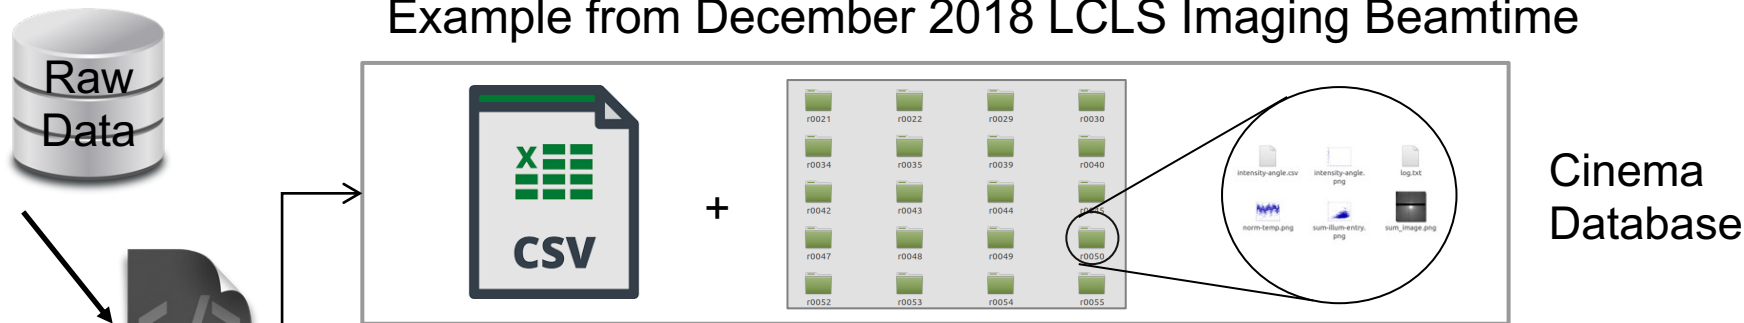 Example from December 2018 LCLS Imaging Beamtime
Raw
Data
X
CSV
+
r0021 r0022 r0029 r0030
r0034 r0035 r0039 r0040
r0042 r0043 r0044 r0045
r0047 r0048 r0049 r0050
r0052 r0053 r0054 r0055
intensity-angle.csv intensity-angle. log.txt
png
norm-temp.png sum-illum-entry. sum_image.png
png
Cinema
Database